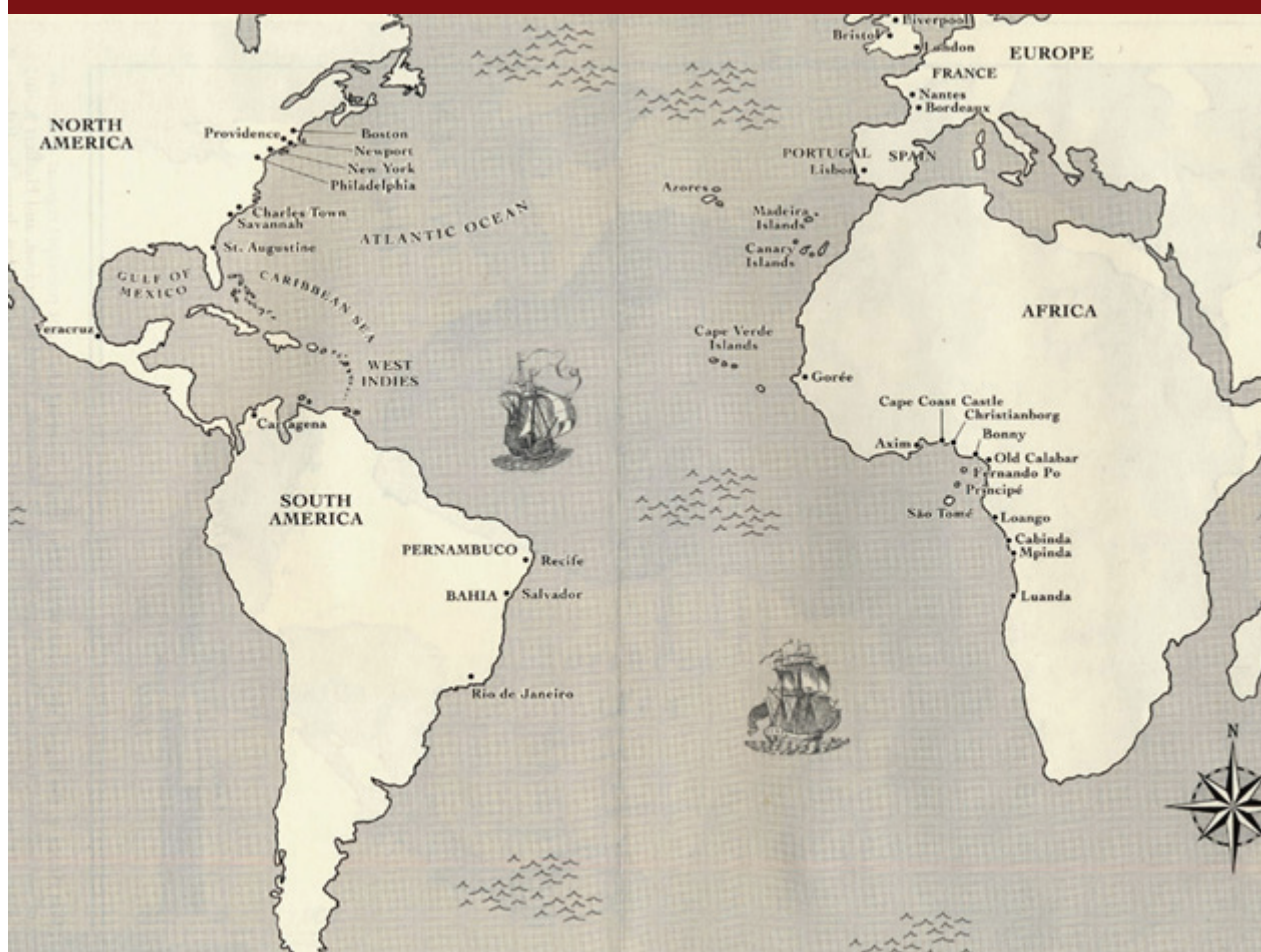 Liverpool
Bristol
London
EUROPE
FRANCE
Nantes
Bordeaux
NORTH
AMERICA
Providence
Boston
Newport
New York
Philadelphia
PORTUGAL
SPAIN
Lisbon
Azores
Madeira
Islands
Canary
Islands
Charles Town
Savannah
St. Augustine
ATLANTIC OCEAN
GULF OF
MEXICO
CARIBBEAN SEA
eracruz
WEST
INDIES
Cartagena
AFRICA
Cape Verde
Islands
Gorée
Cape Coast Castle
Christianborg
Bonny
Axim
Old Calabar
Fernando Po
Principé
São Tomé
Loango
Cabinda
Mpinda
Luanda
SOUTH
AMERICA
PERNAMBUCO
Recife
BAHIA
Salvador
Rio de Janeiro
N